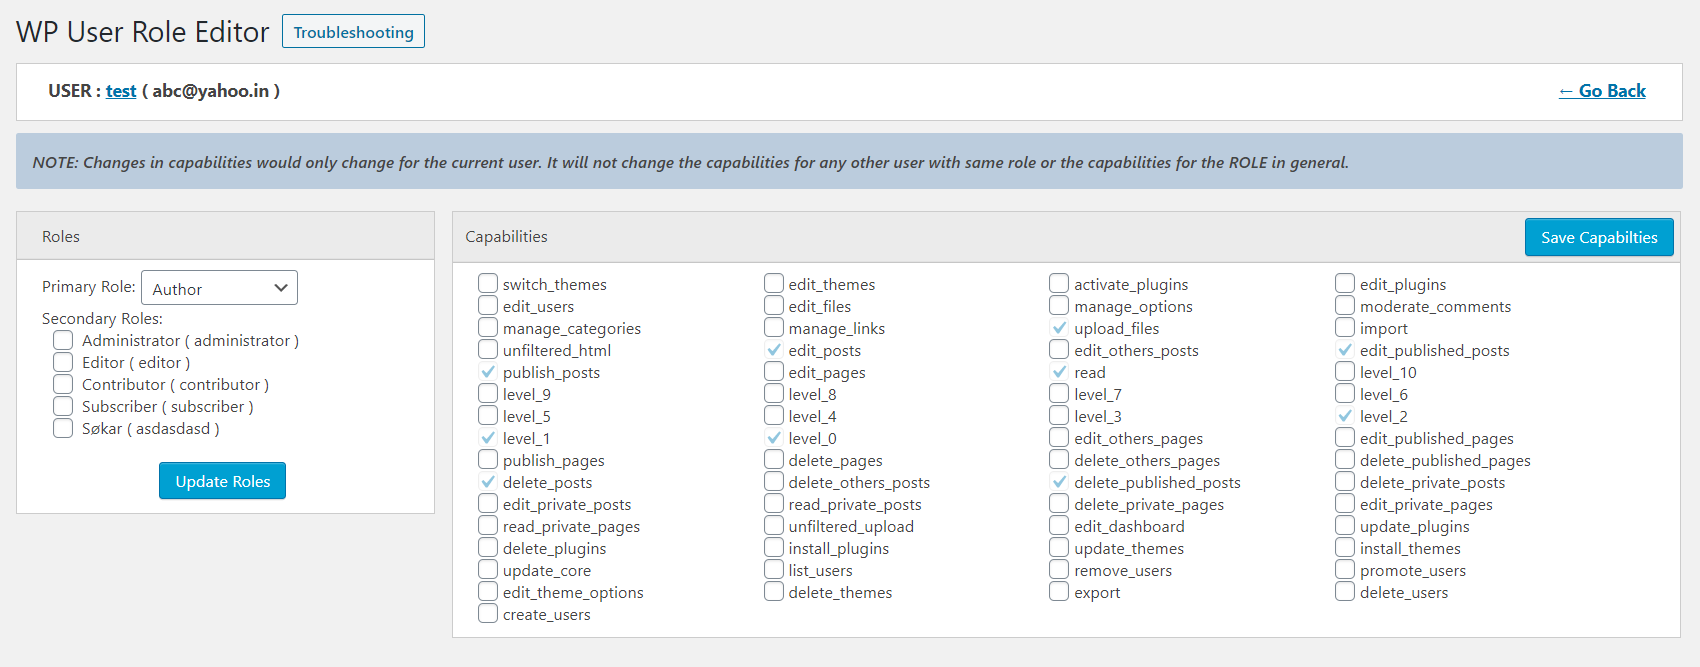 WP User Role Editor Troubleshooting
USER : test ( abc@yahoo.in ) ← Go Back
NOTE: Changes in capabilities would only change for the current user. It will not change the capabilities for any other user with same role or the capabilities for the ROLE in general.
Roles
Primary Role: Author
Secondary Roles:
Administrator ( administrator )
Editor ( editor )
Contributor ( contributor )
Subscriber ( subscriber )
Søkar ( asdasdasd )
Update Roles
Capabilities Save Capabilties
switch_themes edit_themes activate_plugins edit_plugins
edit_users edit_files manage_options moderate_comments
manage_categories manage_links upload_files import
unfiltered_html edit_posts edit_others_posts edit_published_posts
publish_posts edit_pages read level_10
level_9 level_8 level_7 level_6
level_5 level_4 level_3 level_2
level_1 level_0 edit_others_pages edit_published_pages
publish_pages delete_pages delete_others_pages delete_published_pages
delete_posts delete_others_posts delete_published_posts delete_private_posts
edit_private_posts read_private_posts delete_private_pages edit_private_pages
read_private_pages unfiltered_upload edit_dashboard update_plugins
delete_plugins install_plugins update_themes install_themes
update_core list_users remove_users promote_users
edit_theme_options delete_themes export delete_users
create_users